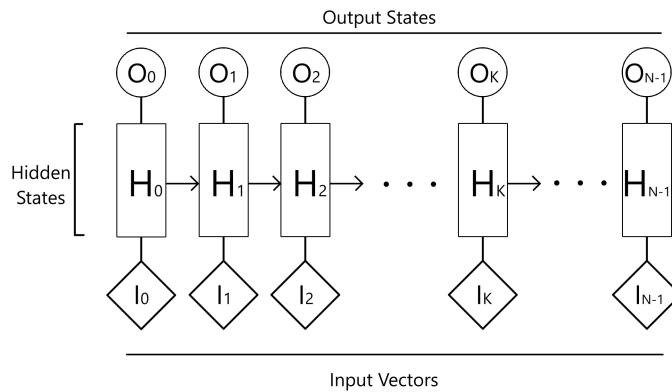 Output States
O0 O1 O2 OK ON-1
Hidden
States
H0 H1 H2 . . . HK . . . HN-1
I0 I1 I2 IK IN-1
Input Vectors